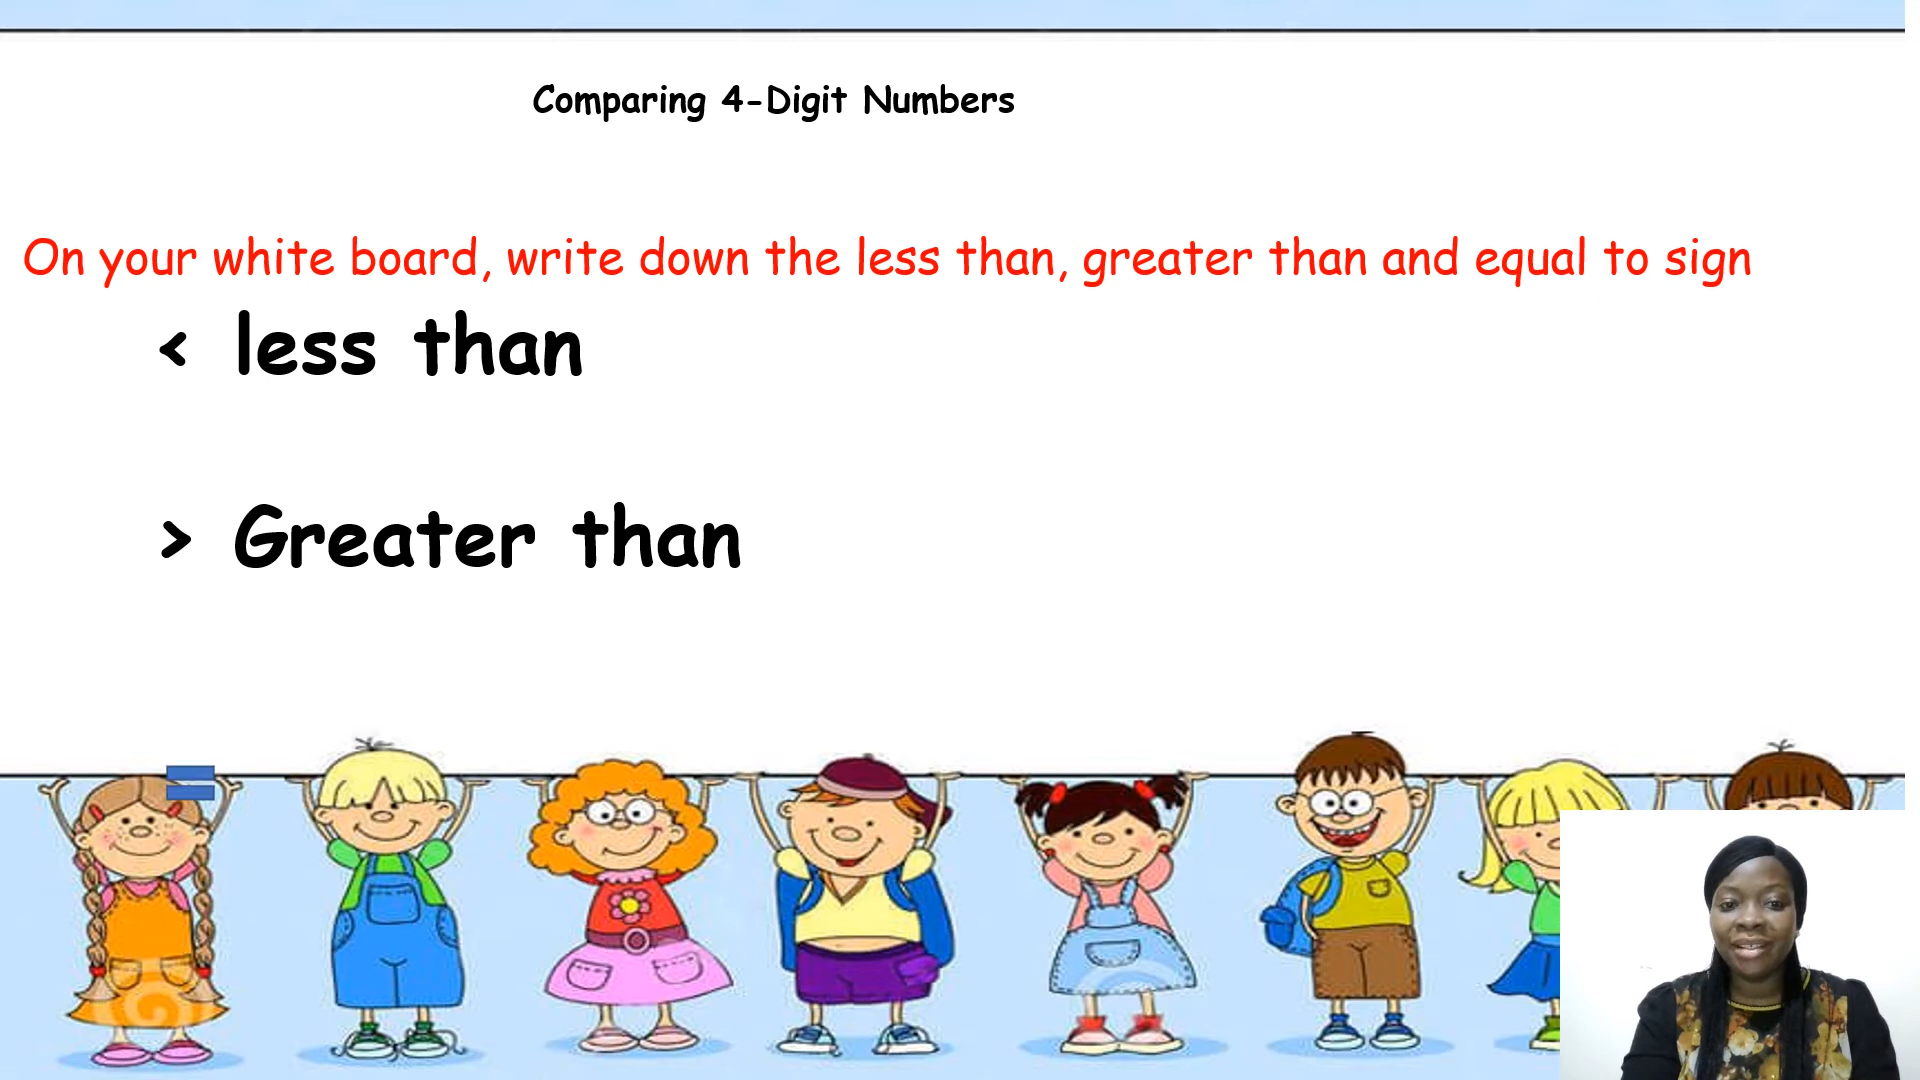 Comparing 4-Digit Numbers
On your white board, write down the less than, greater than and equal to sign
< less than
> Greater than
=